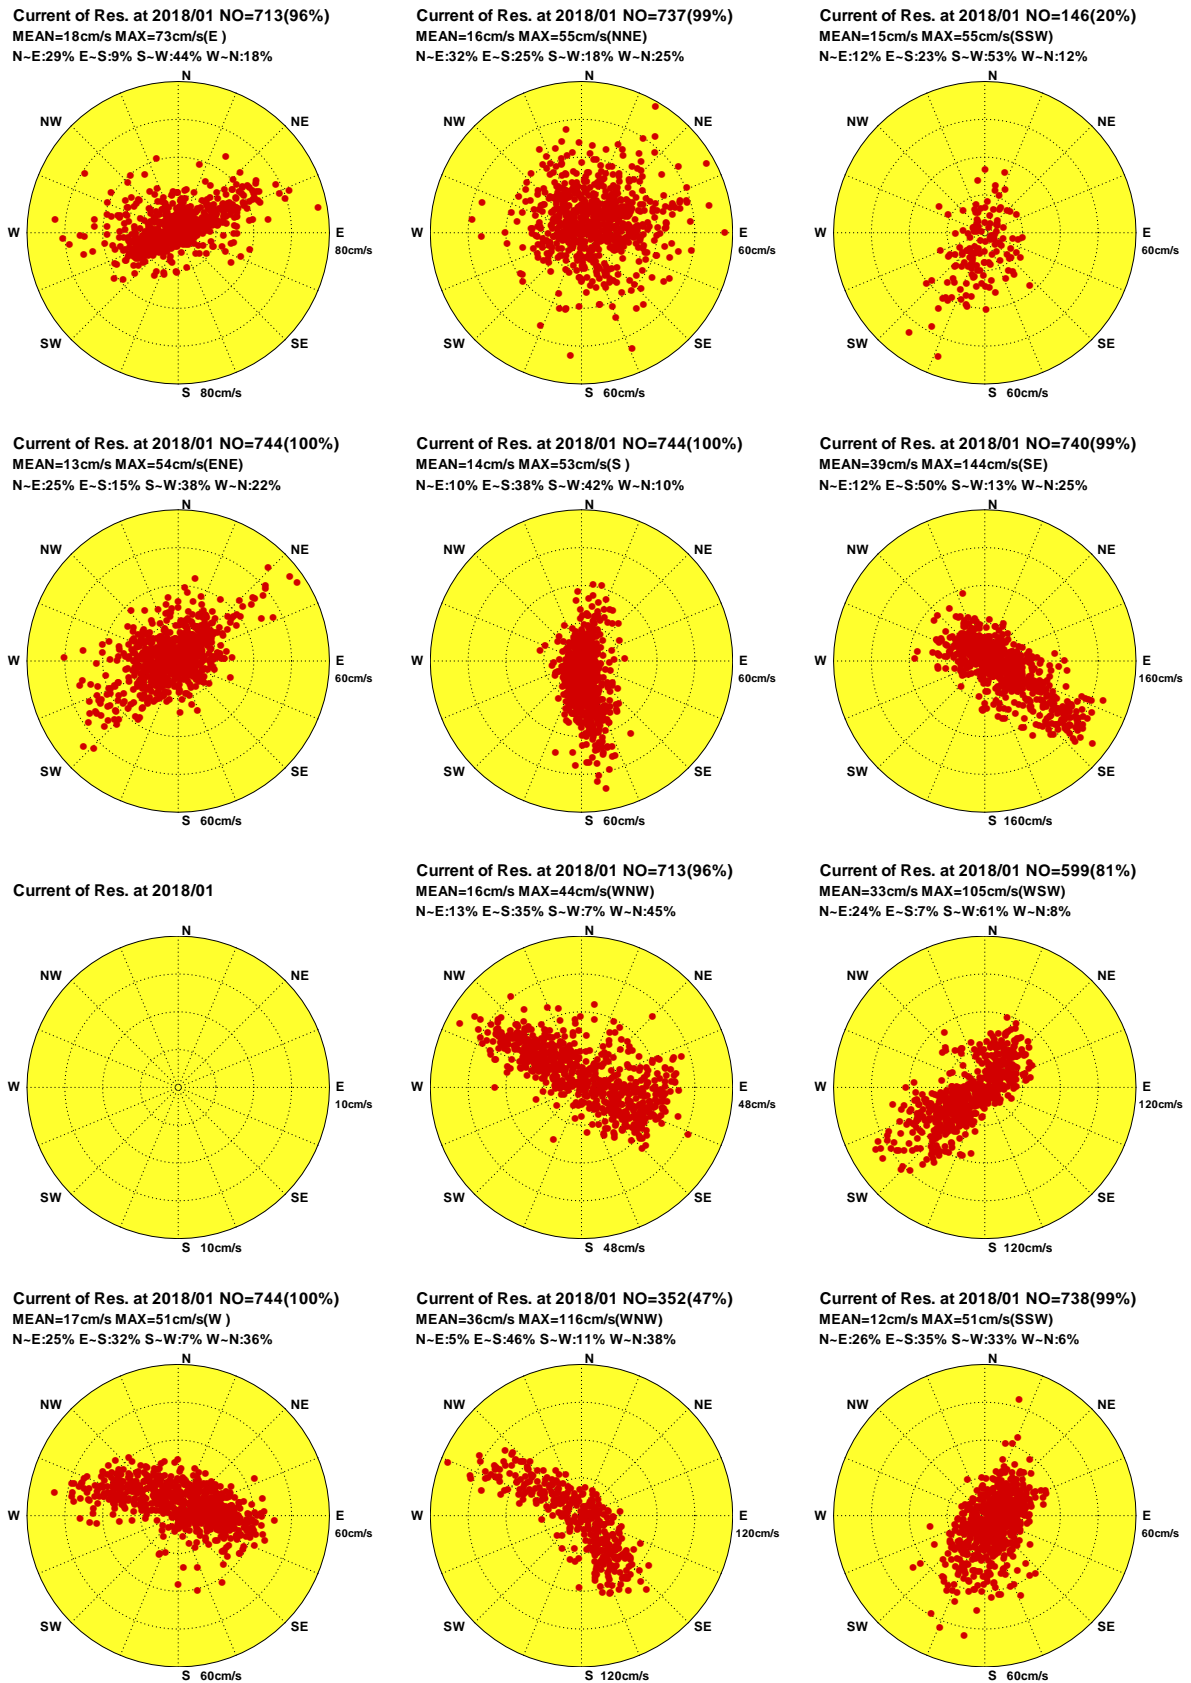 Current of Res. at 2018/01 NO=713(96%)
MEAN=18cm/s MAX=73cm/s(E )
N~E:29% E~S:9% S~W:44% W~N:18%
N
NW
NE
W
E
80cm/s
SW
SE
S 80cm/s
Current of Res. at 2018/01 NO=737(99%)
MEAN=16cm/s MAX=55cm/s(NNE)
N~E:32% E~S:25% S~W:18% W~N:25%
N
NW
NE
W
E
60cm/s
SW
SE
S 60cm/s
Current of Res. at 2018/01 NO=146(20%)
MEAN=15cm/s MAX=55cm/s(SSW)
N~E:12% E~S:23% S~W:53% W~N:12%
N
NW
NE
W
E
60cm/s
SW
SE
S 60cm/s
Current of Res. at 2018/01 NO=744(100%)
MEAN=13cm/s MAX=54cm/s(ENE)
N~E:25% E~S:15% S~W:38% W~N:22%
N
NW
NE
W
E
60cm/s
SW
SE
S 60cm/s
Current of Res. at 2018/01 NO=744(100%)
MEAN=14cm/s MAX=53cm/s(S )
N~E:10% E~S:38% S~W:42% W~N:10%
N
NW
NE
W
E
60cm/s
SW
SE
S 60cm/s
Current of Res. at 2018/01 NO=740(99%)
MEAN=39cm/s MAX=144cm/s(SE)
N~E:12% E~S:50% S~W:13% W~N:25%
N
NW
NE
W
E
160cm/s
SW
SE
S 160cm/s
Current of Res. at 2018/01
N
NW
NE
W
E
10cm/s
SW
SE
S 10cm/s
Current of Res. at 2018/01 NO=713(96%)
MEAN=16cm/s MAX=44cm/s(WNW)
N~E:13% E~S:35% S~W:7% W~N:45%
N
NW
NE
W
E
48cm/s
SW
SE
S 48cm/s
Current of Res. at 2018/01 NO=599(81%)
MEAN=33cm/s MAX=105cm/s(WSW)
N~E:24% E~S:7% S~W:61% W~N:8%
N
NW
NE
W
E
120cm/s
SW
SE
S 120cm/s
Current of Res. at 2018/01 NO=744(100%)
MEAN=17cm/s MAX=51cm/s(W )
N~E:25% E~S:32% S~W:7% W~N:36%
N
NW
NE
W
E
60cm/s
SW
SE
S 60cm/s
Current of Res. at 2018/01 NO=352(47%)
MEAN=36cm/s MAX=116cm/s(WNW)
N~E:5% E~S:46% S~W:11% W~N:38%
N
NW
NE
W
E
120cm/s
SW
SE
S 120cm/s
Current of Res. at 2018/01 NO=738(99%)
MEAN=12cm/s MAX=51cm/s(SSW)
N~E:26% E~S:35% S~W:33% W~N:6%
N
NW
NE
W
E
60cm/s
SW
SE
S 60cm/s